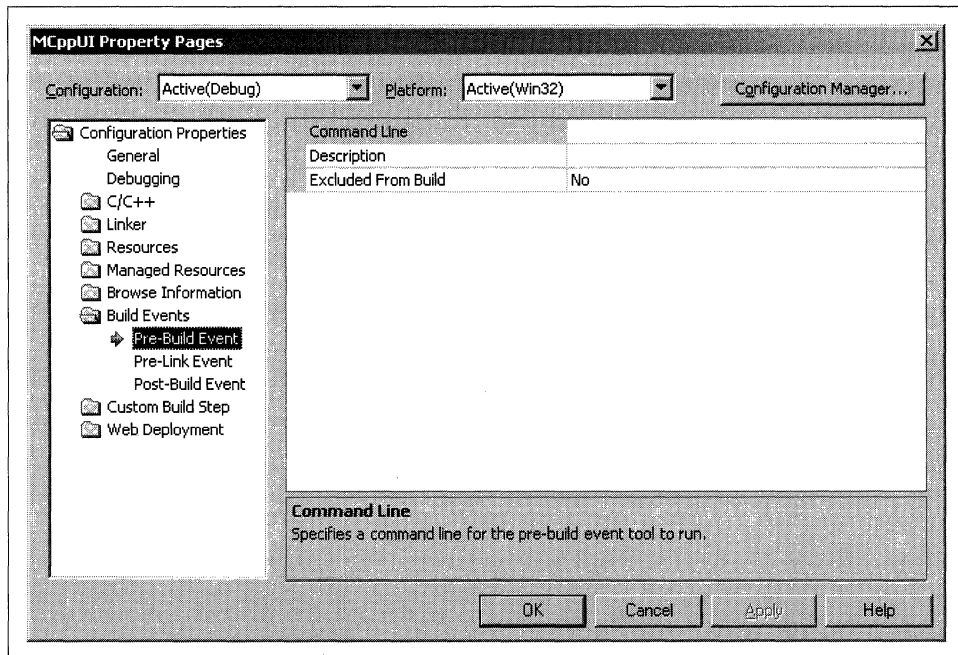 MCppUI Property Pages
Configuration: Active(Debug) Platform: Active(Win32) Configuration Manager...
Configuration Properties
General
Debugging
C/C++
Linker
Resources
Managed Resources
Browse Information
Build Events
Pre-Build Event
Pre-Link Event
Post-Build Event
Custom Build Step
Web Deployment
Command Line
Description
Excluded From Build No
Command Line
Specifies a command line for the pre-build event tool to run.
OK Cancel Apply Help